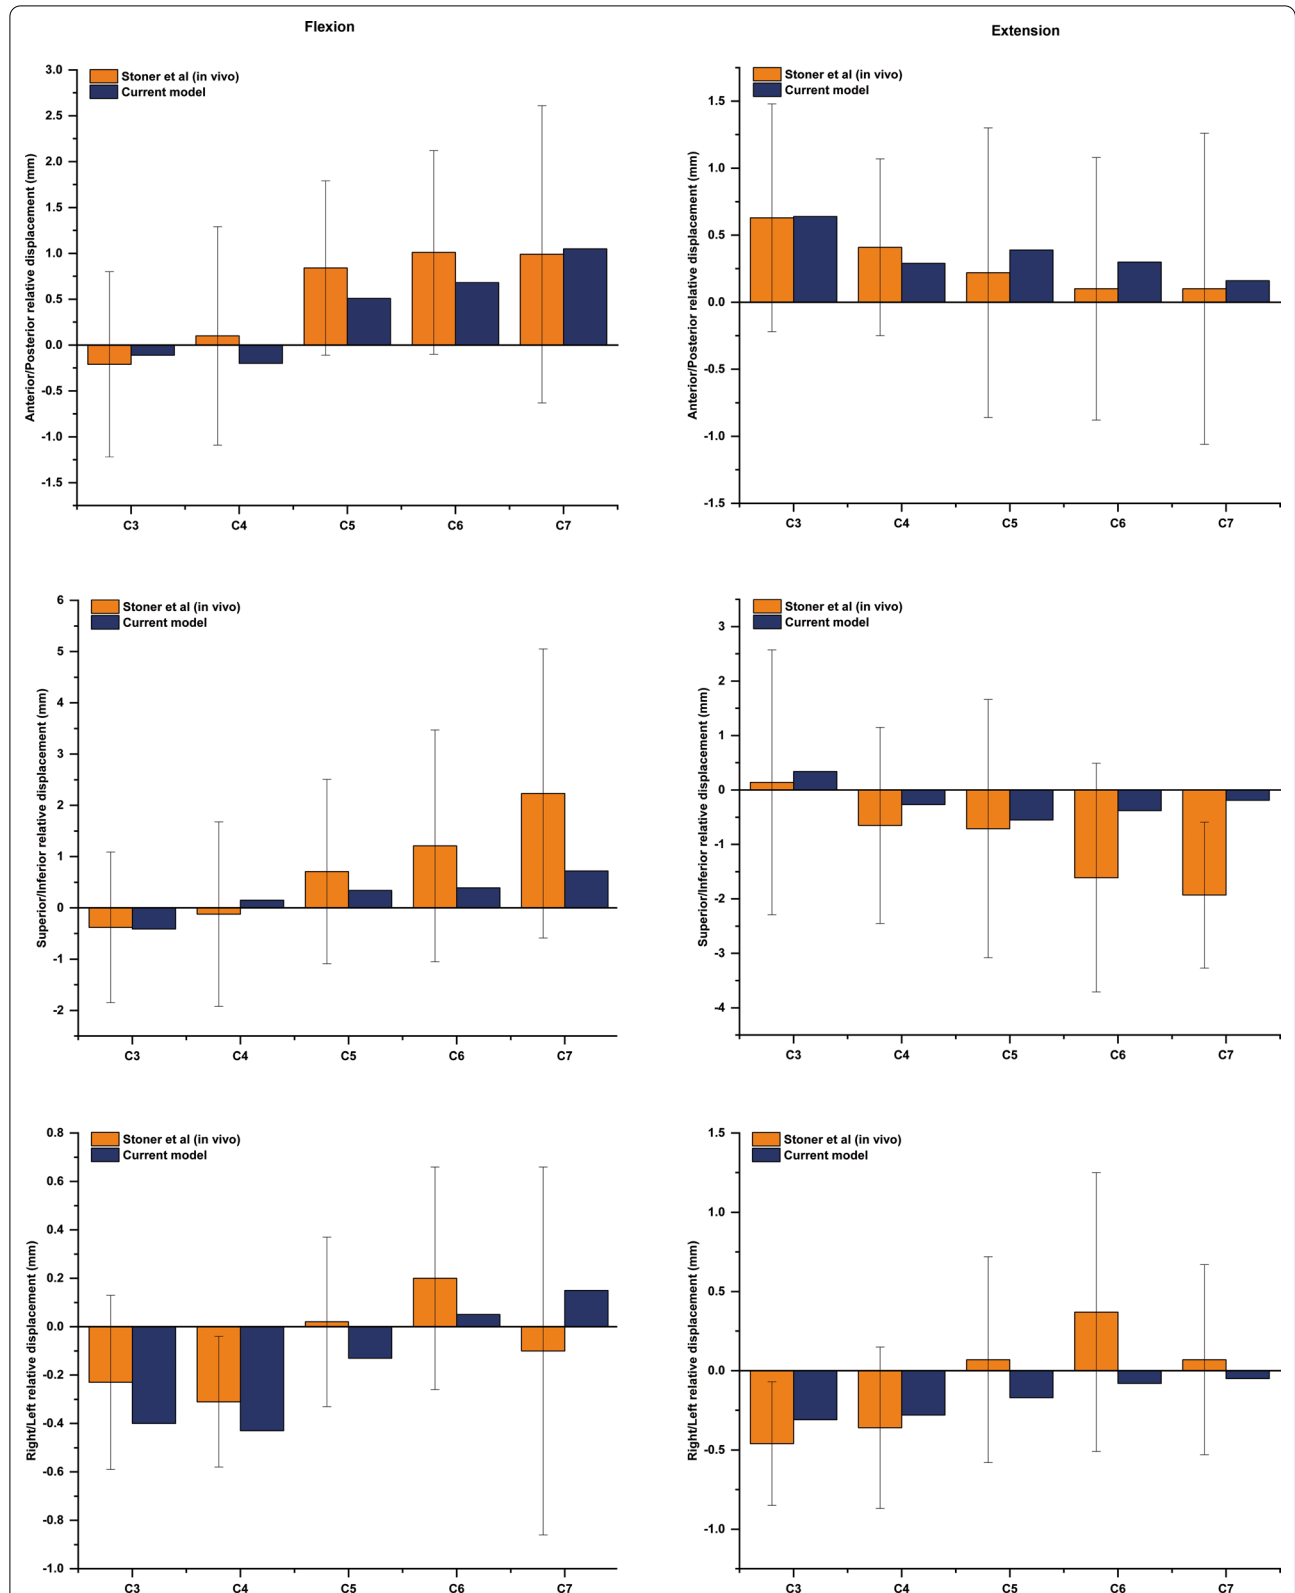 Flexion
Extension
Stoner et al (in vivo)
Current model
Anterior/Posterior relative displacement (mm)
3.0
2.5
2.0
1.5
1.0
0.5
0.0
-0.5
-1.0
-1.5
C3 C4 C5 C6 C7
Stoner et al (in vivo)
Current model
Anterior/Posterior relative displacement (mm)
1.5
1.0
0.5
0.0
-0.5
-1.0
-1.5
C3 C4 C5 C6 C7
Stoner et al (in vivo)
Current model
Superior/Inferior relative displacement (mm)
6
5
4
3
2
1
0
-1
-2
C3 C4 C5 C6 C7
Stoner et al (in vivo)
Current model
Superior/Inferior relative displacement (mm)
3
2
1
0
-1
-2
-3
-4
C3 C4 C5 C6 C7
Stoner et al (in vivo)
Current model
Right/Left relative displacement (mm)
0.8
0.6
0.4
0.2
0.0
-0.2
-0.4
-0.6
-0.8
-1.0
C3 C4 C5 C6 C7
Stoner et al (in vivo)
Current model
Right/Left relative displacement (mm)
1.5
1.0
0.5
0.0
-0.5
-1.0
C3 C4 C5 C6 C7